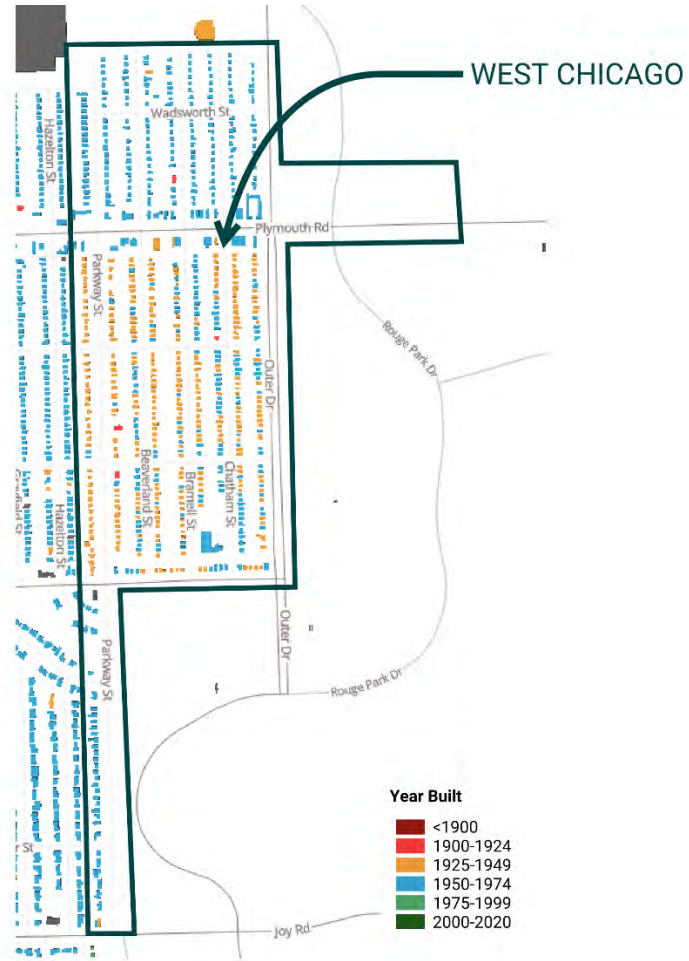 WEST CHICAGO
Wadsworth St
Hazelton St
Plymouth Rd
Parkway St
Rouge Park Dr
Outer Dr
Beaverland St
Bramell St
Chatham St
Hazelton St
Outer Dr
Parkway St
Rouge Park Dr
Year Built
<1900
1900-1924
1925-1949
1950-1974
1975-1999
2000-2020
r St
Joy Rd